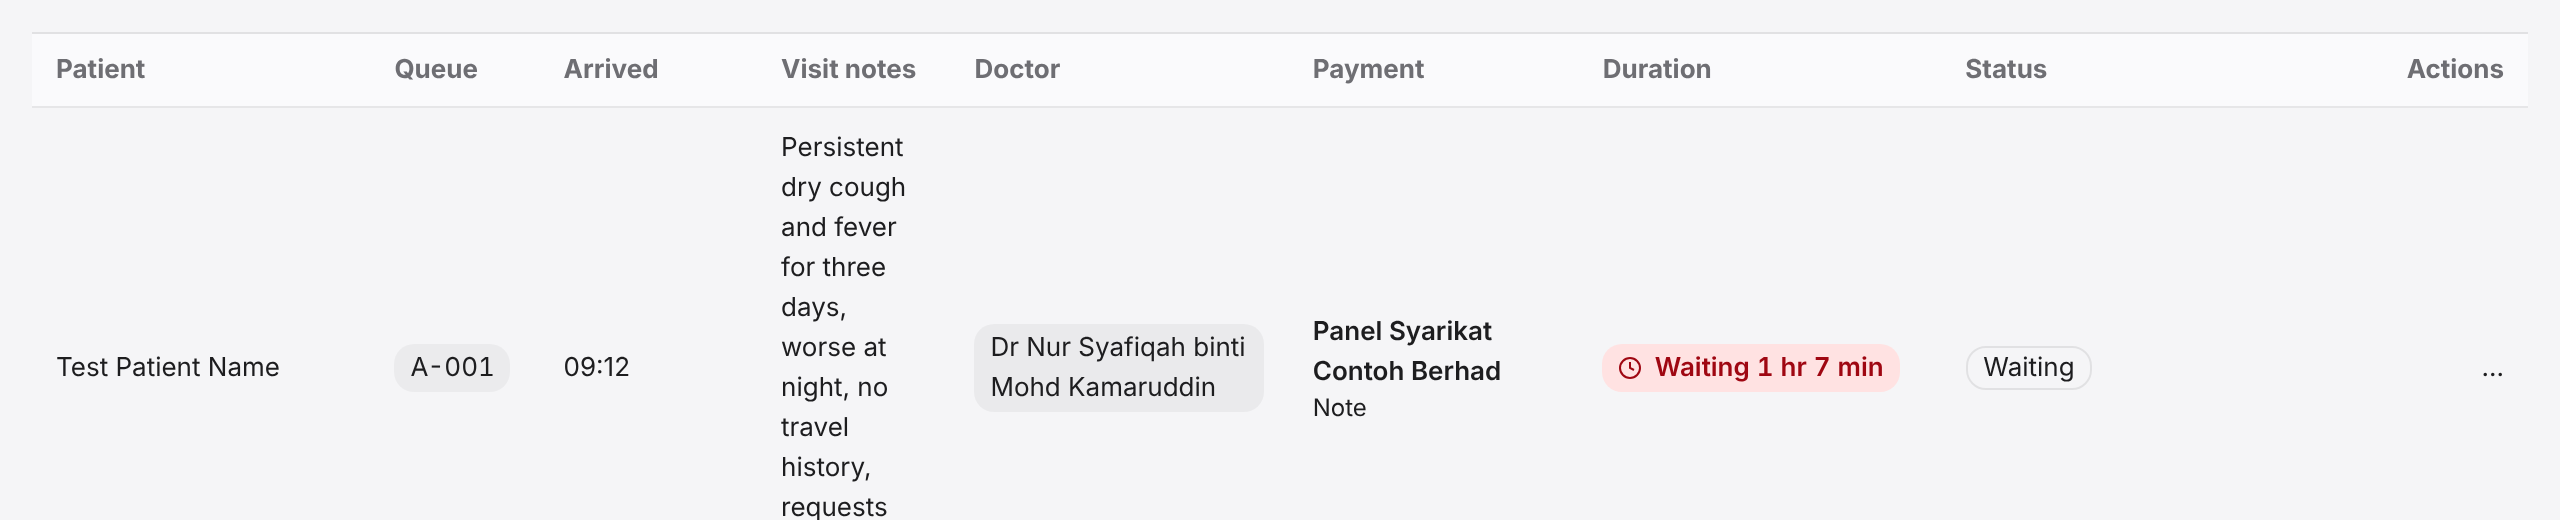 Patient Queue Arrived Visit notes Doctor Payment Duration Status Actions
Test Patient Name
A-001
09:12
Persistent
dry cough
and fever
for three
days,
worse at
night, no
travel
history,
requests
Dr Nur Syafiqah binti
Mohd Kamaruddin
Panel Syarikat
Contoh Berhad
Note
Waiting 1 hr 7 min
Waiting
...